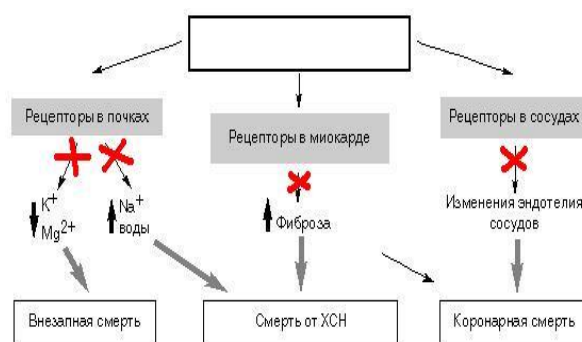 Рецепторы в почках
Рецепторы в миокарде
Рецепторы в сосудах
K⁺
Mg²⁺
Na⁺
воды
Фиброза
Изменения эндотелия
сосудов
Внезапная смерть
Смерть от ХСН
Коронарная смерть